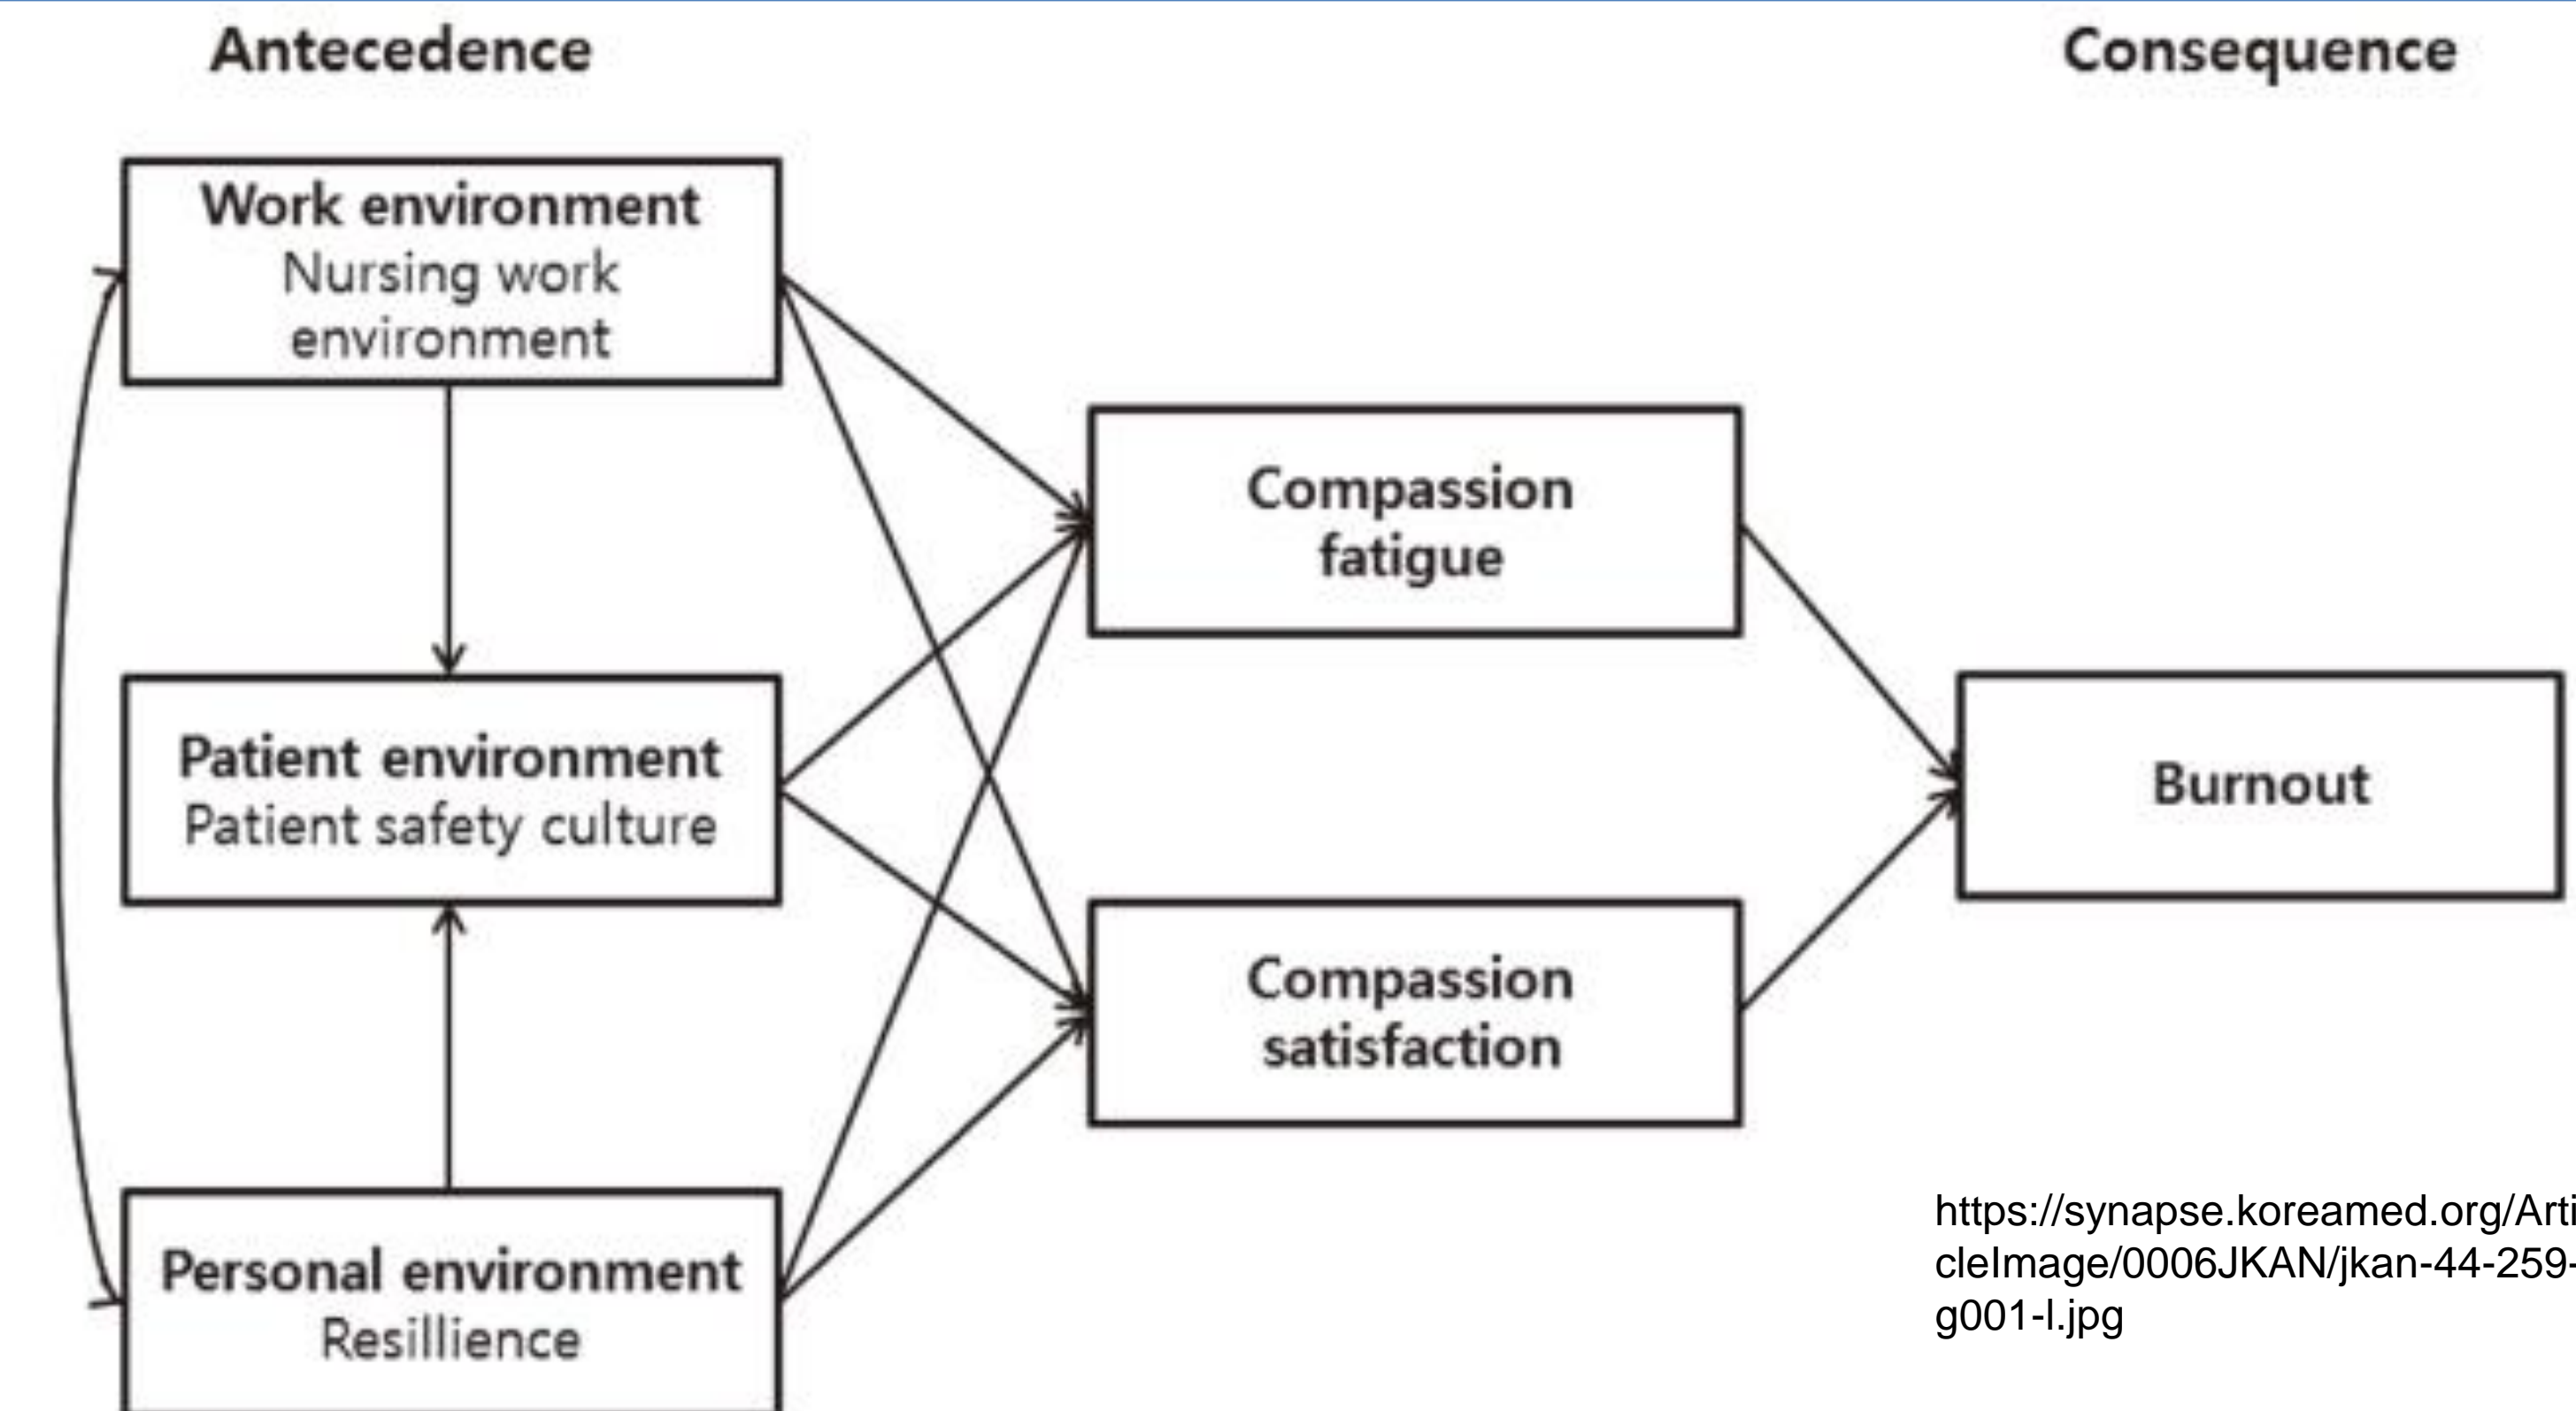 Antecedence
Consequence
Work environment
Nursing work
environment
Compassion
fatigue
Patient environment
Patient safety culture
Burnout
Compassion
satisfaction
Personal environment
Resillience
https://synapse.koreamed.org/Arti
cleImage/0006JKAN/jkan-44-259-
g001-l.jpg